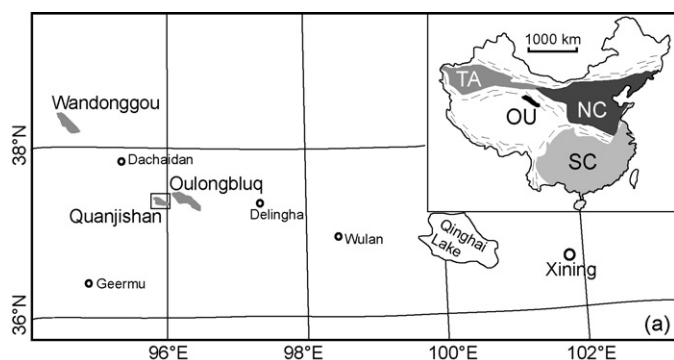 1000 km
TA
OU
NC
SC
Wandonggou
38°N
Dachaidan
Oulongbluq
Quanjishan
Delingha
Wulan
Qinghai
Lake
Xining
Geermu
36°N
(a)
96°E
98°E
100°E
102°E